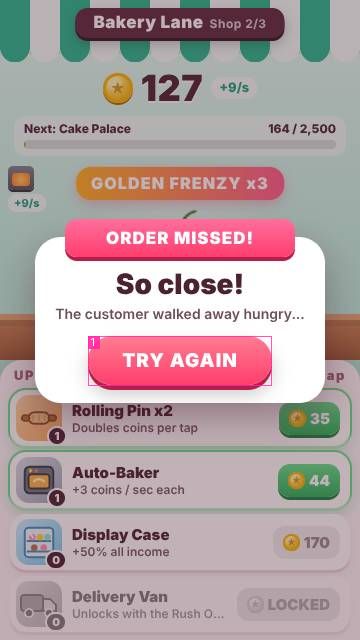 Bakery Lane Shop 2/3
127 +9/s
Next: Cake Palace 164 / 2,500
GOLDEN FRENZY x3
+9/s
ORDER MISSED!
So close!
The customer walked away hungry...
1
TRY AGAIN
UP
ap
Rolling Pin x2
Doubles coins per tap
1
35
Auto-Baker
+3 coins / sec each
1
44
Display Case
+50% all income
0
170
Delivery Van
Unlocks with the Rush O...
0
LOCKED